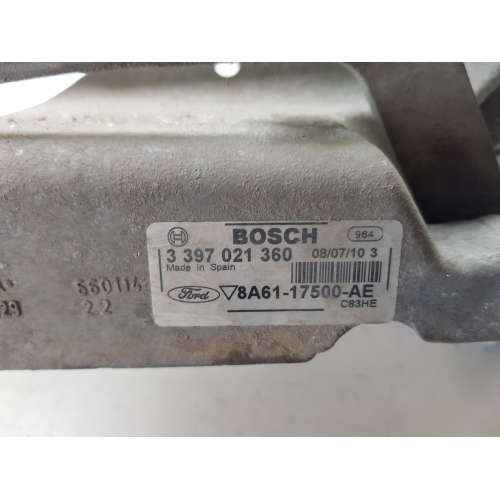 BOSCH 964
3 397 021 360 08/07/10 3
Made in Spain
Ford 8A61-17500-AE
C83HE
2.2